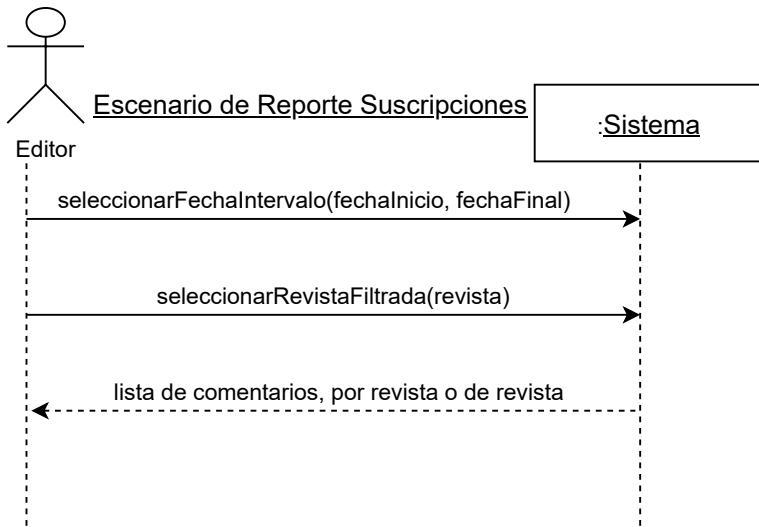 Escenario de Reporte Suscripciones
:Sistema
Editor
seleccionarFechaIntervalo(fechaInicio, fechaFinal)
seleccionarRevistaFiltrada(revista)
lista de comentarios, por revista o de revista